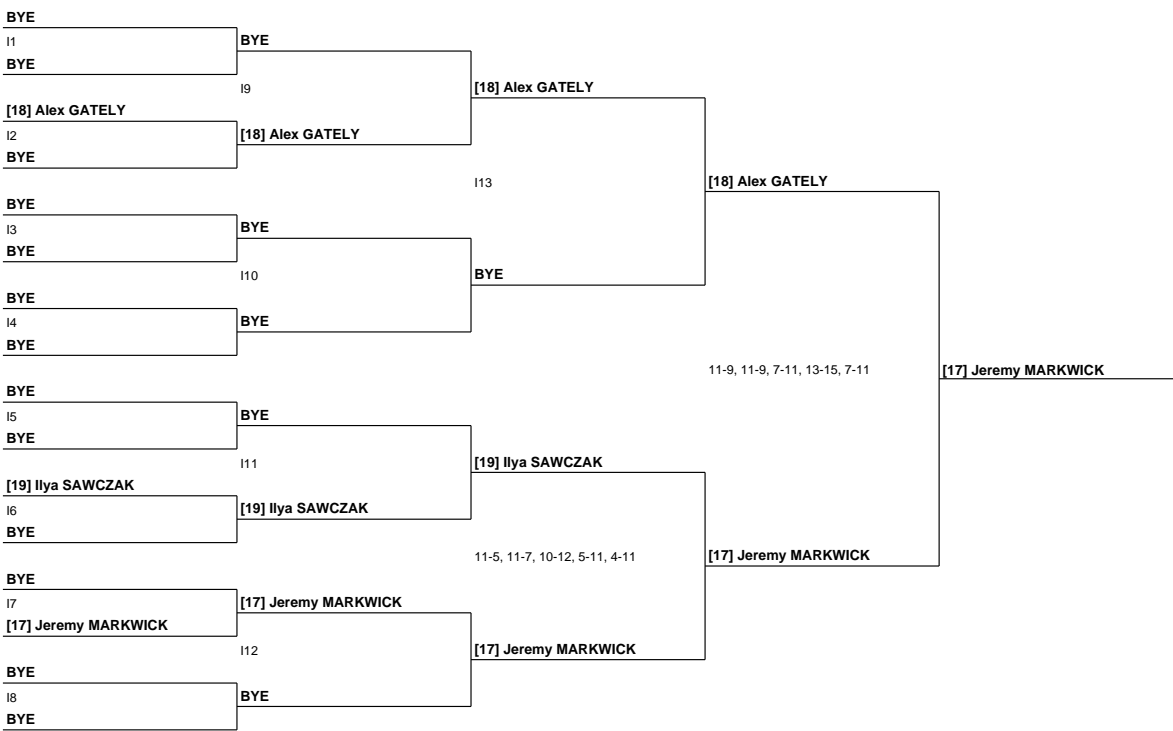 BYE
I1
BYE
BYE
I9
[18] Alex GATELY
[18] Alex GATELY
I2
[18] Alex GATELY
BYE
I13
[18] Alex GATELY
BYE
I3
BYE
BYE
I10
BYE
BYE
I4
BYE
BYE
11-9, 11-9, 7-11, 13-15, 7-11
[17] Jeremy MARKWICK
BYE
I5
BYE
BYE
I11
[19] Ilya SAWCZAK
[19] Ilya SAWCZAK
I6
[19] Ilya SAWCZAK
BYE
11-5, 11-7, 10-12, 5-11, 4-11
[17] Jeremy MARKWICK
BYE
I7
[17] Jeremy MARKWICK
[17] Jeremy MARKWICK
I12
[17] Jeremy MARKWICK
BYE
I8
BYE
BYE